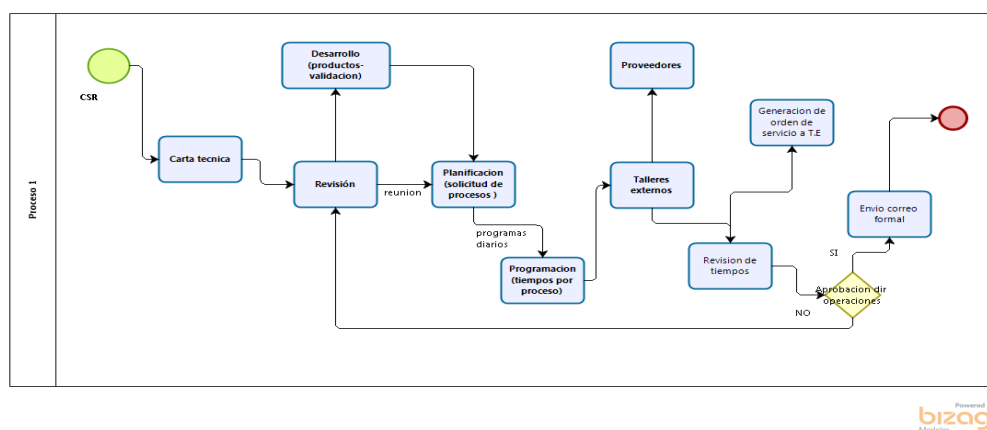 Proceso 1
CSR
Carta tecnica
Desarrollo
(productos-
validacion)
Revisión
reunion
Planificacion
(solicitud de
procesos )
programas
diarios
Programacion
(tiempos por
proceso)
Proveedores
Talleres
externos
Generacion de
orden de
servicio a T.E
Revision de
tiempos
Aprobacion dir
operaciones
SI
NO
Envio correo
formal
Powered
bizag
Modeler